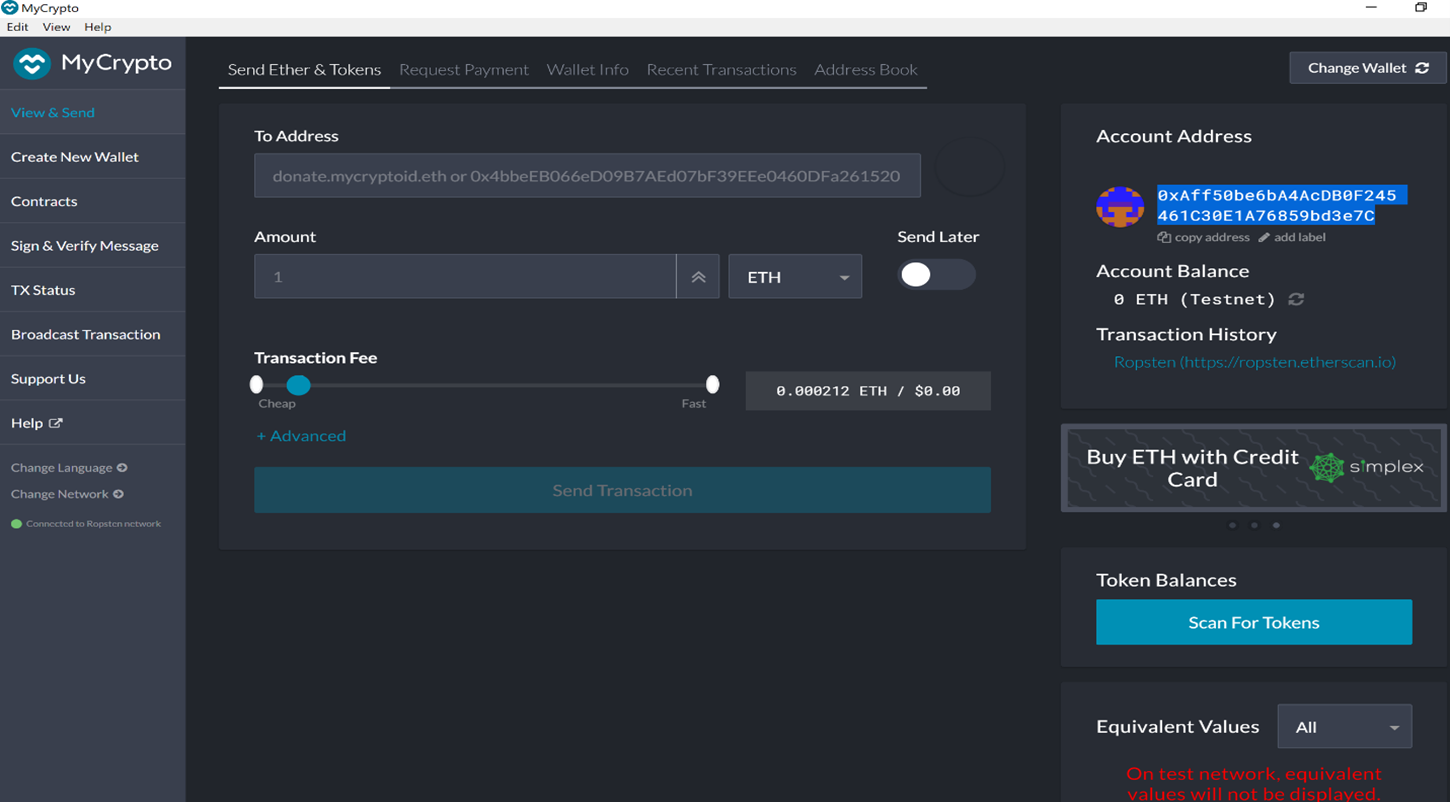 MyCrypto
Edit View Help
MyCrypto
View & Send
Create New Wallet
Contracts
Sign & Verify Message
TX Status
Broadcast Transaction
Support Us
Help
Change Language
Change Network
Connected to Ropsten network
Send Ether & Tokens Request Payment Wallet Info Recent Transactions Address Book
Change Wallet
To Address
donate.mycryptoid.eth or 0x4bbeEB066eD09B7AEd07bF39EEe0460DFa261520
Amount
Send Later
1
ETH
Transaction Fee
Cheap
Fast
0.000212 ETH / $0.00
+ Advanced
Send Transaction
Account Address
0xAff50be6bA4AcDB0F245
461C30E1A76859bd3e7C
copy address add label
Account Balance
0 ETH (Testnet)
Transaction History
Ropsten (https://ropsten.etherscan.io)
Buy ETH with Credit
Card
simplex
Token Balances
Scan For Tokens
Equivalent Values
All
On test network, equivalent
values will not be displayed.